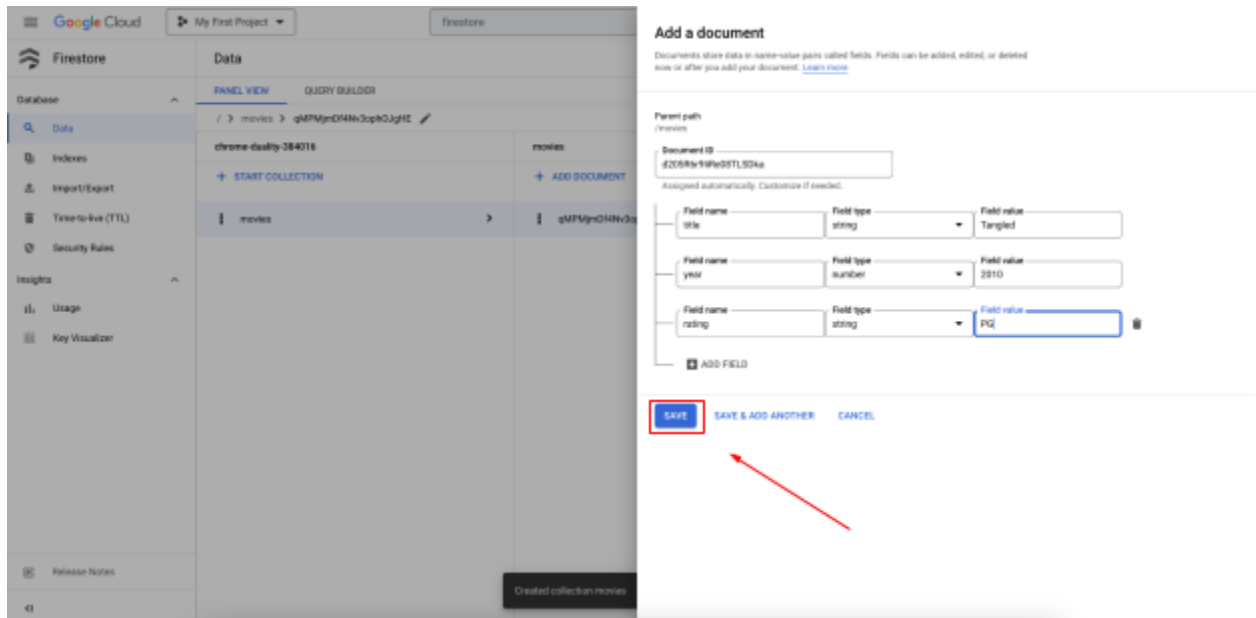 Google Cloud
My First Project
firestore
Firestore
Data
Database
PANEL VIEW
QUERY BUILDER
Data
/ > movies >
Indexes
chrome-duality-384016
movies
Import/Export
+ START COLLECTION
+ ADD DOCUMENT
Time-to-live (TTL)
movies
Security Rules
Insights
Usage
Key Visualizer
Release Notes
Created collection movies
Add a document
Documents store data in name-value pairs called fields. Fields can be added, edited, or deleted
now or after you add your document. Learn more
Parent path
/movies
Document ID
Assigned automatically. Customize if needed.
Field name
title
Field type
string
Field value
Tangled
Field name
year
Field type
number
Field value
2010
Field name
rating
Field type
string
Field value
PG
ADD FIELD
SAVE
SAVE & ADD ANOTHER
CANCEL